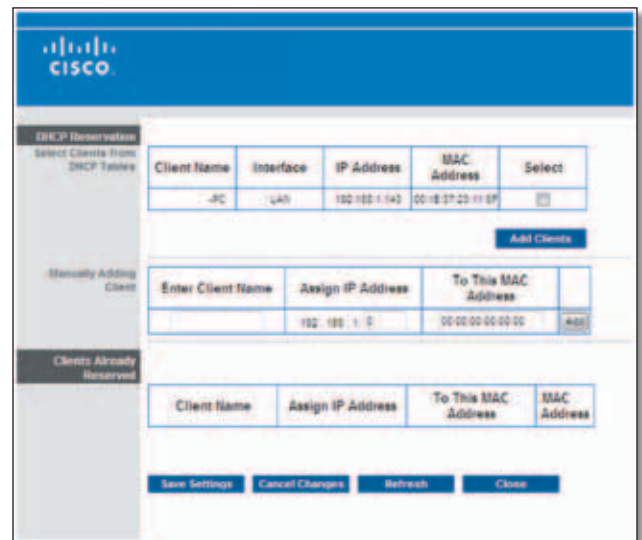 CISCO.
DHCP Reservation
Select Clients From
DHCP Tables
Client Name Interface IP Address MAC Address Select
-PC LAN
Add Clients
Manually Adding
Client
Enter Client Name Assign IP Address To This MAC Address
192 . 168 . 1 . 0 00:00:00:00:00:00 Add
Clients Already
Reserved
Client Name Assign IP Address To This MAC Address MAC Address
Save Settings Cancel Changes Refresh Close